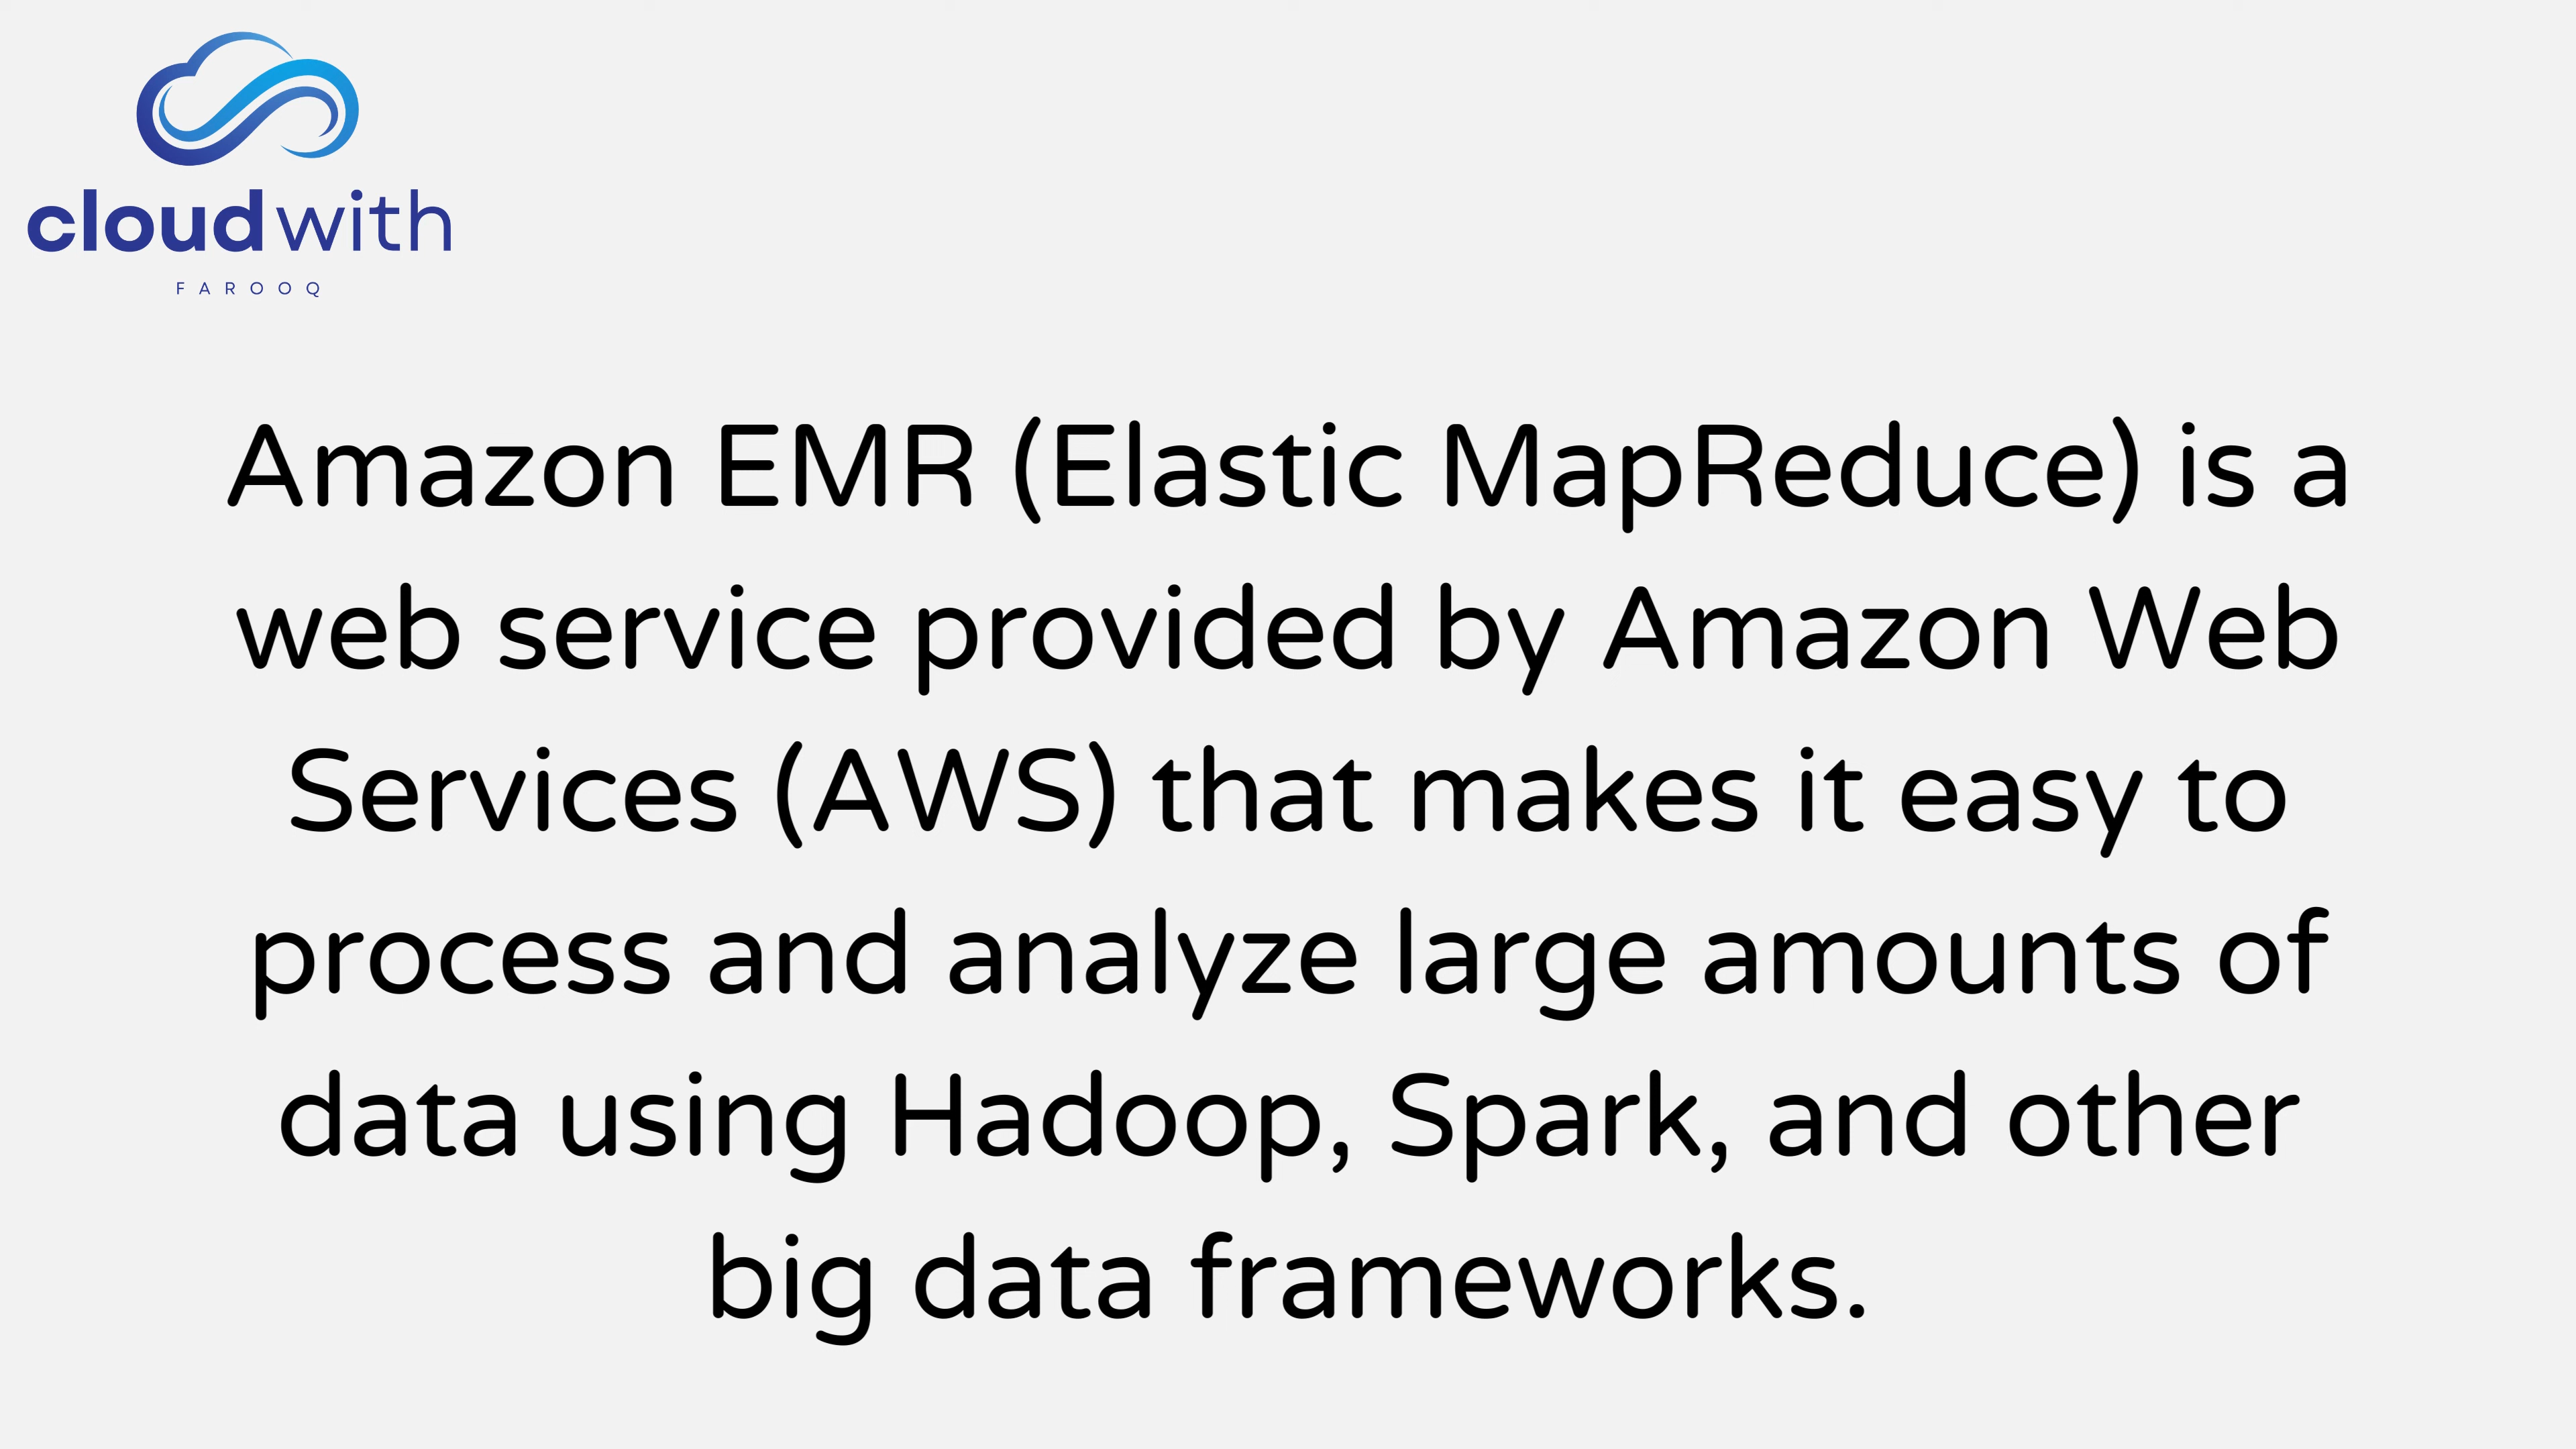 cloudwith
FAROOQ
Amazon EMR (Elastic MapReduce) is a
web service provided by Amazon Web
Services (AWS) that makes it easy to
process and analyze large amounts of
data using Hadoop, Spark, and other
big data frameworks.